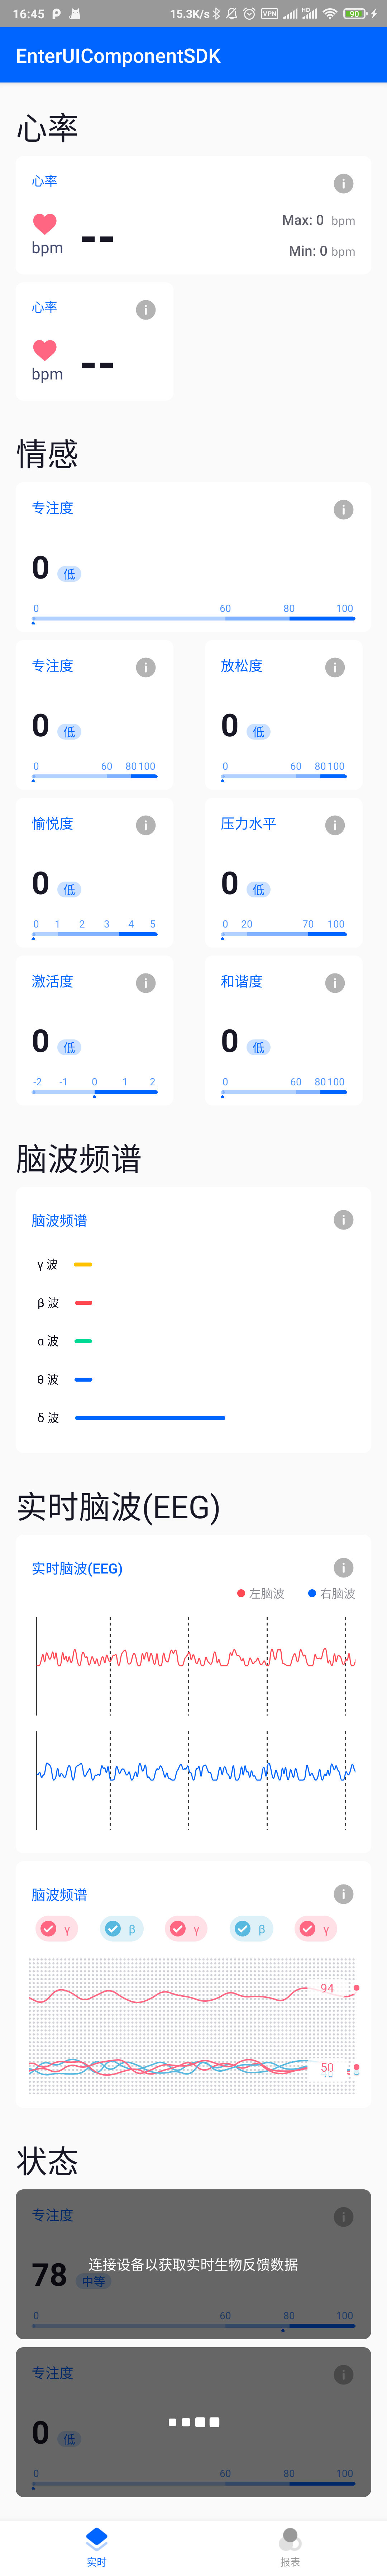 16:45 15.3K/s VPN HD 90
EnterUIComponentSDK
心率
心率
Max: 0 bpm
bpm --
Min: 0 bpm
心率
bpm --
情感
专注度
0 低
0 60 80 100
专注度 放松度
0 低 0 低
0 60 80 100 0 60 80 100
愉悦度 压力水平
0 低 0 低
0 1 2 3 4 5 0 20 70 100
激活度 和谐度
0 低 0 低
-2 -1 0 1 2 0 60 80 100
脑波频谱
脑波频谱
γ 波
β 波
α 波
θ 波
δ 波
实时脑波(EEG)
实时脑波(EEG)
左脑波 右脑波
脑波频谱
γ β γ β γ
94
50
状态
专注度
连接设备以获取实时生物反馈数据
78 中等
0 60 80 100
专注度
0 低
0 60 80 100
实时 报表